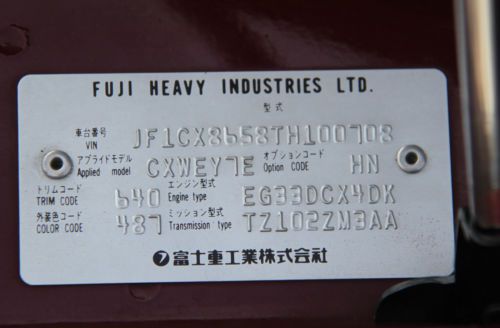 FUJI HEAVY INDUSTRIES LTD.
型式
車台番号 VIN JF1CX8658TH100708
アプライドモデル Applied model CXWEY7E オプションコード Option CODE HN
トリムコード TRIM CODE 640 エンジン型式 Engine type EG33DCX4DK
外装色コード COLOR CODE 487 ミッション型式 Transmission type TZ102ZM3AA
富士重工業株式会社